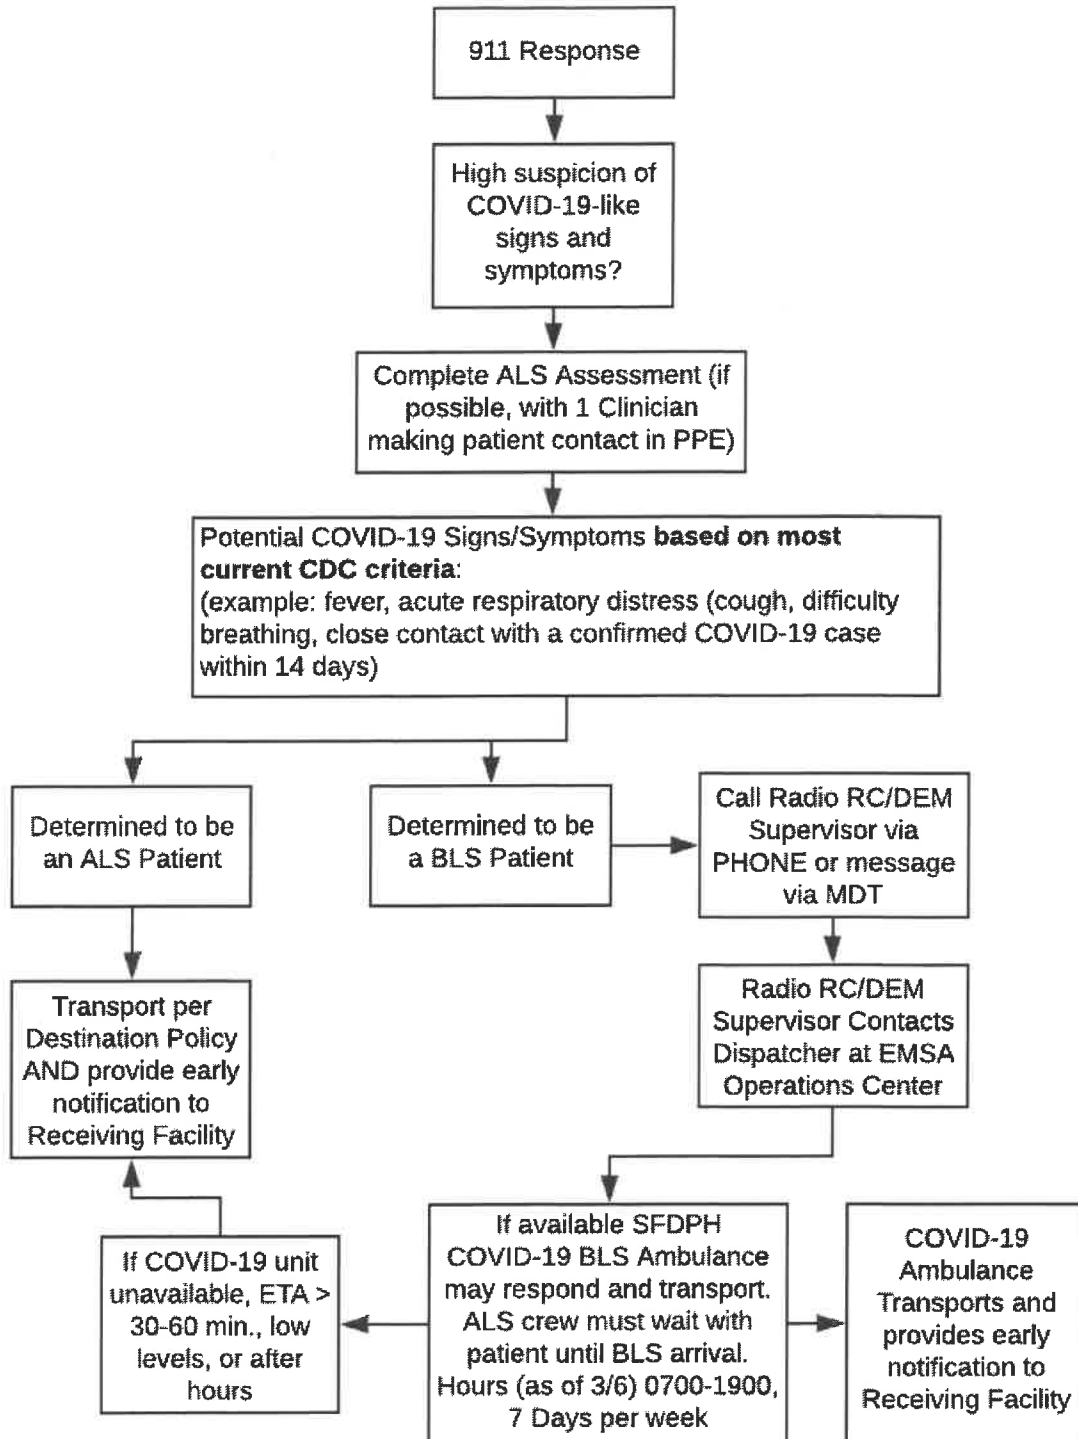 911 Response
High suspicion of
COVID-19-like
signs and
symptoms?
Complete ALS Assessment (if
possible, with 1 Clinician
making patient contact in PPE)
Potential COVID-19 Signs/Symptoms based on most
current CDC criteria:
(example: fever, acute respiratory distress (cough, difficulty
breathing, close contact with a confirmed COVID-19 case
within 14 days)
Determined to be
an ALS Patient
Determined to be
a BLS Patient
Call Radio RC/DEM
Supervisor via
PHONE or message
via MDT
Transport per
Destination Policy
AND provide early
notification to
Receiving Facility
Radio RC/DEM
Supervisor Contacts
Dispatcher at EMSA
Operations Center
If COVID-19 unit
unavailable, ETA >
30-60 min., low
levels, or after
hours
If available SFDPH
COVID-19 BLS Ambulance
may respond and transport.
ALS crew must wait with
patient until BLS arrival.
Hours (as of 3/6) 0700-1900,
7 Days per week
COVID-19
Ambulance
Transports and
provides early
notification to
Receiving Facility